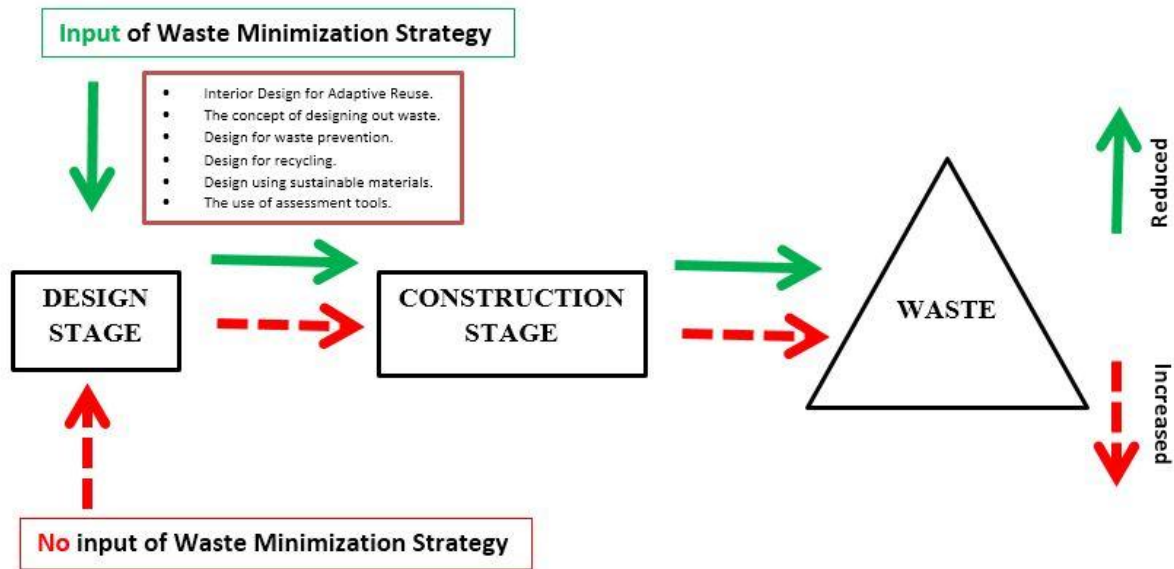 Input of Waste Minimization Strategy
• Interior Design for Adaptive Reuse.
• The concept of designing out waste.
• Design for waste prevention.
• Design for recycling.
• Design using sustainable materials.
• The use of assessment tools.
Reduced
DESIGN
STAGE
CONSTRUCTION
STAGE
WASTE
Increased
No input of Waste Minimization Strategy